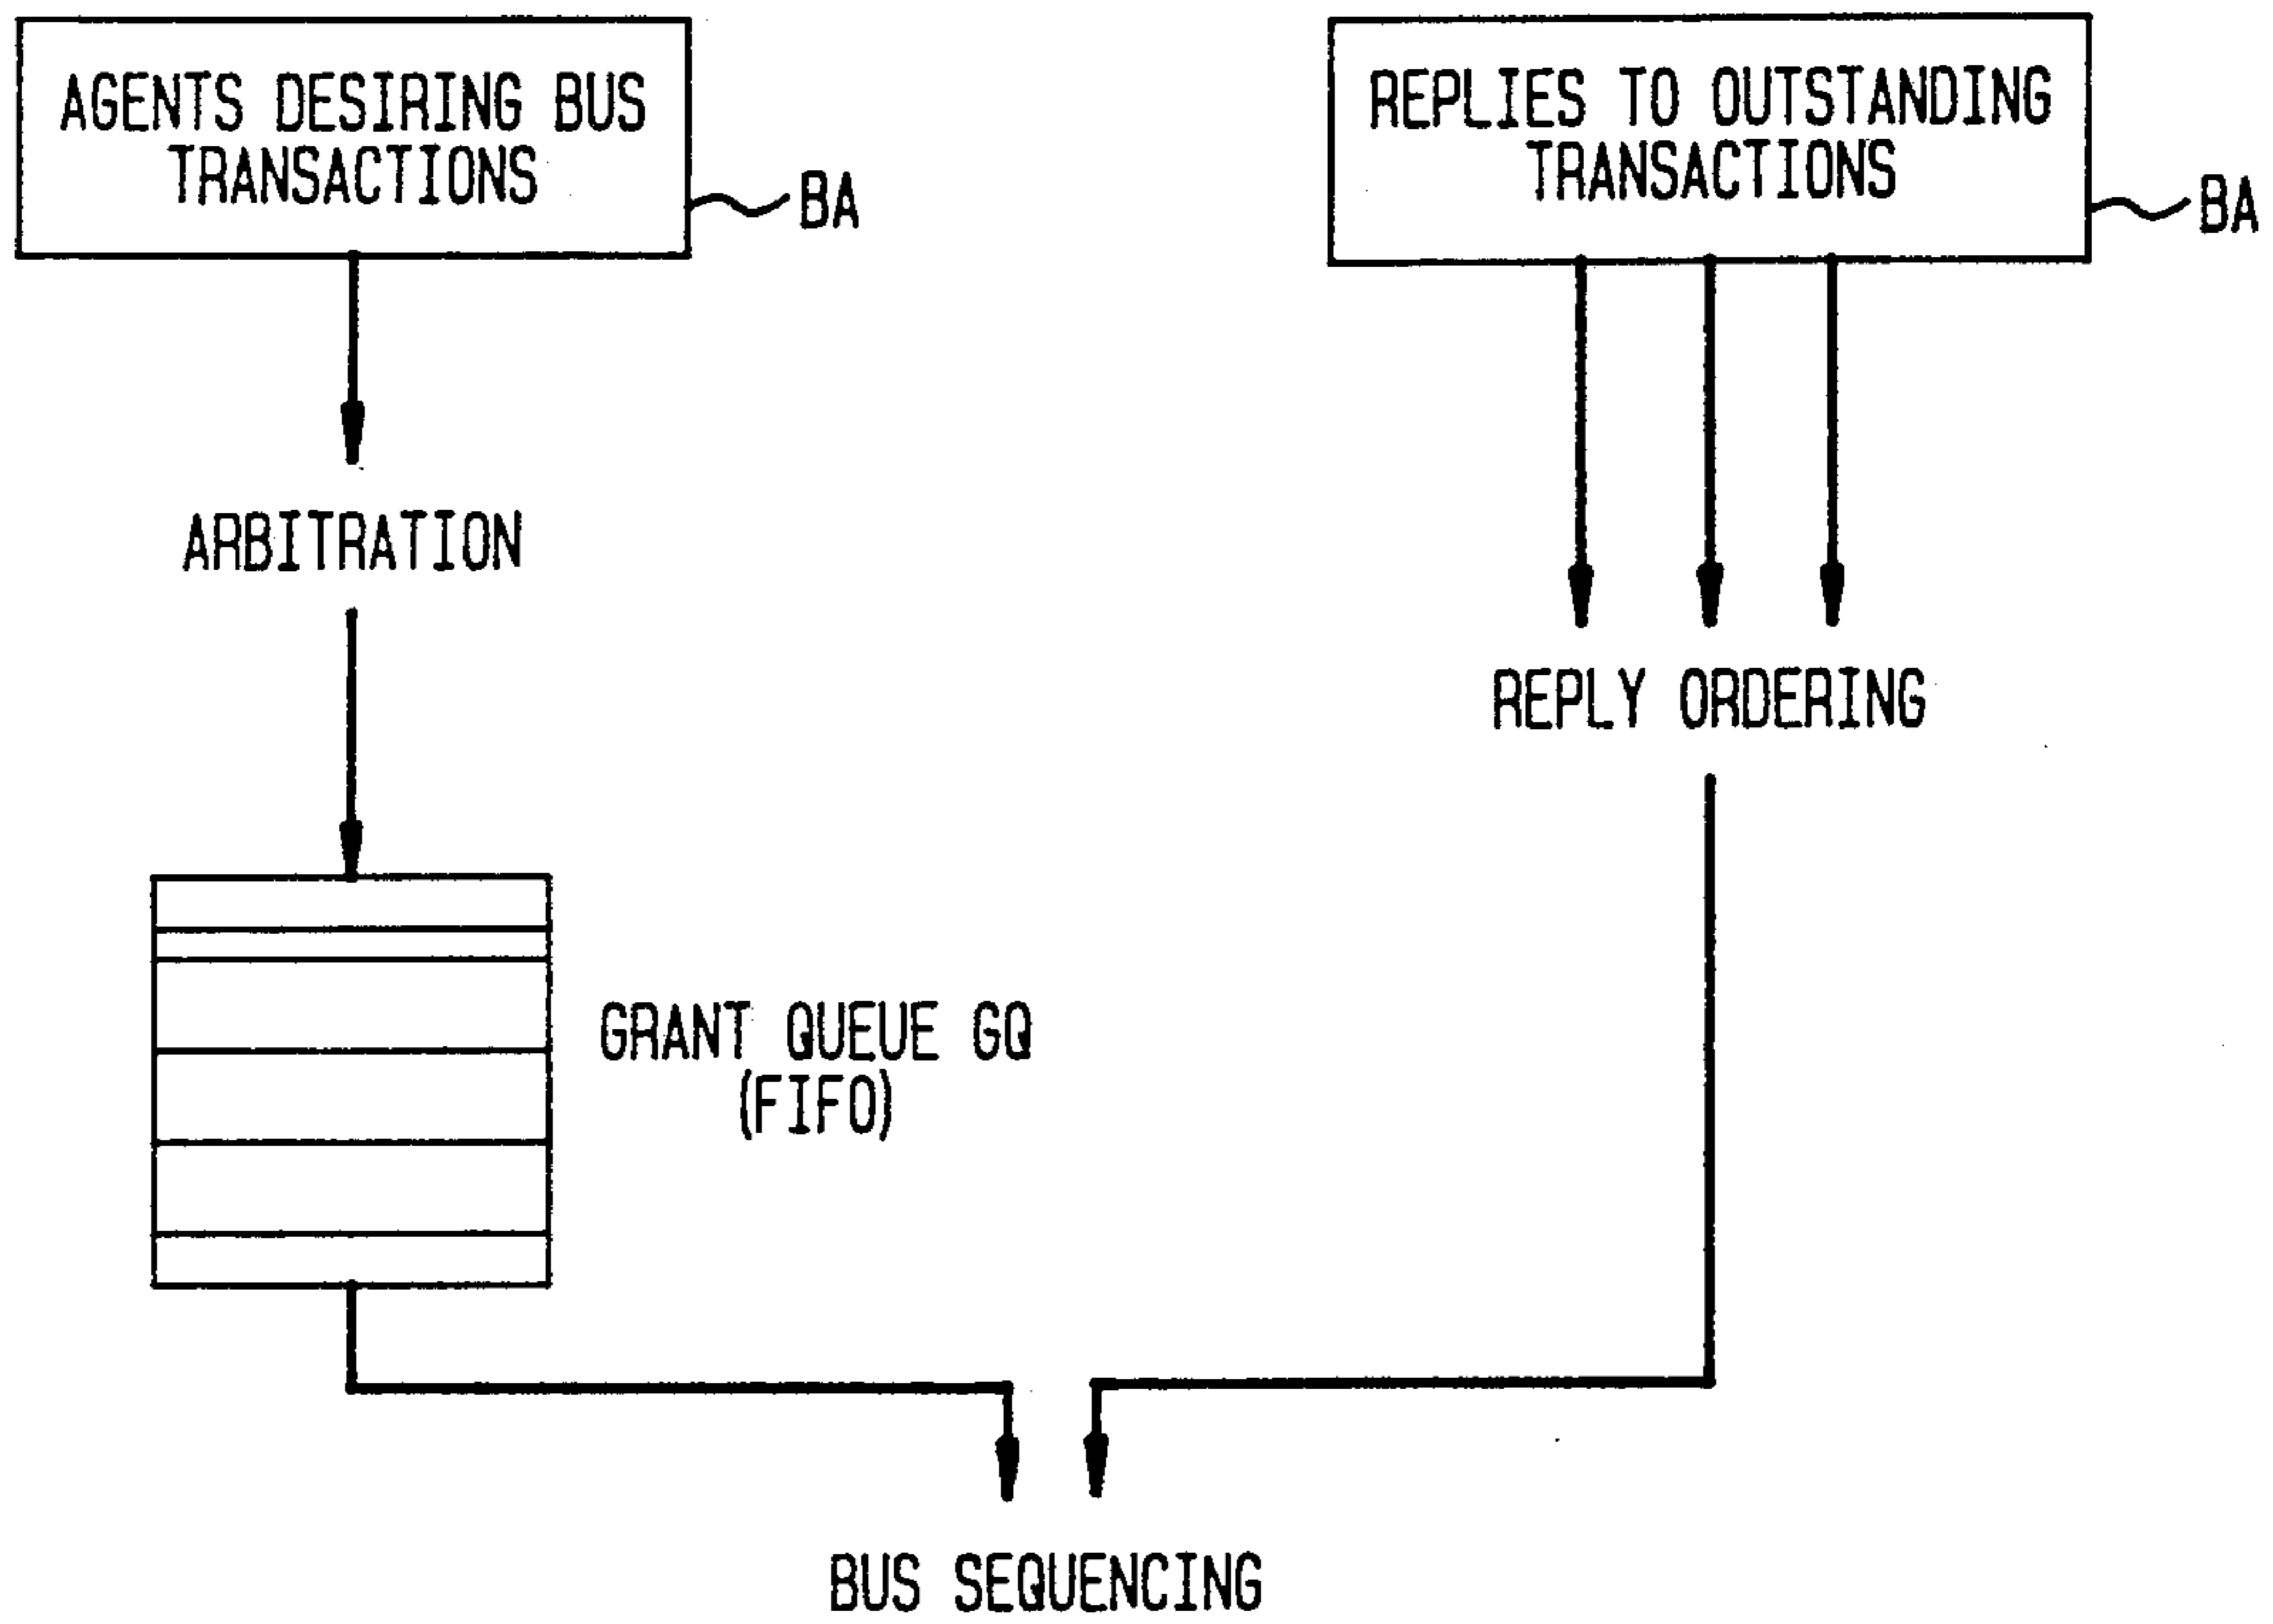 AGENTS DESIRING BUS
TRANSACTIONS
BA
REPLIES TO OUTSTANDING
TRANSACTIONS
BA
ARBITRATION
REPLY ORDERING
GRANT QUEUE GQ
(FIFO)
BUS SEQUENCING